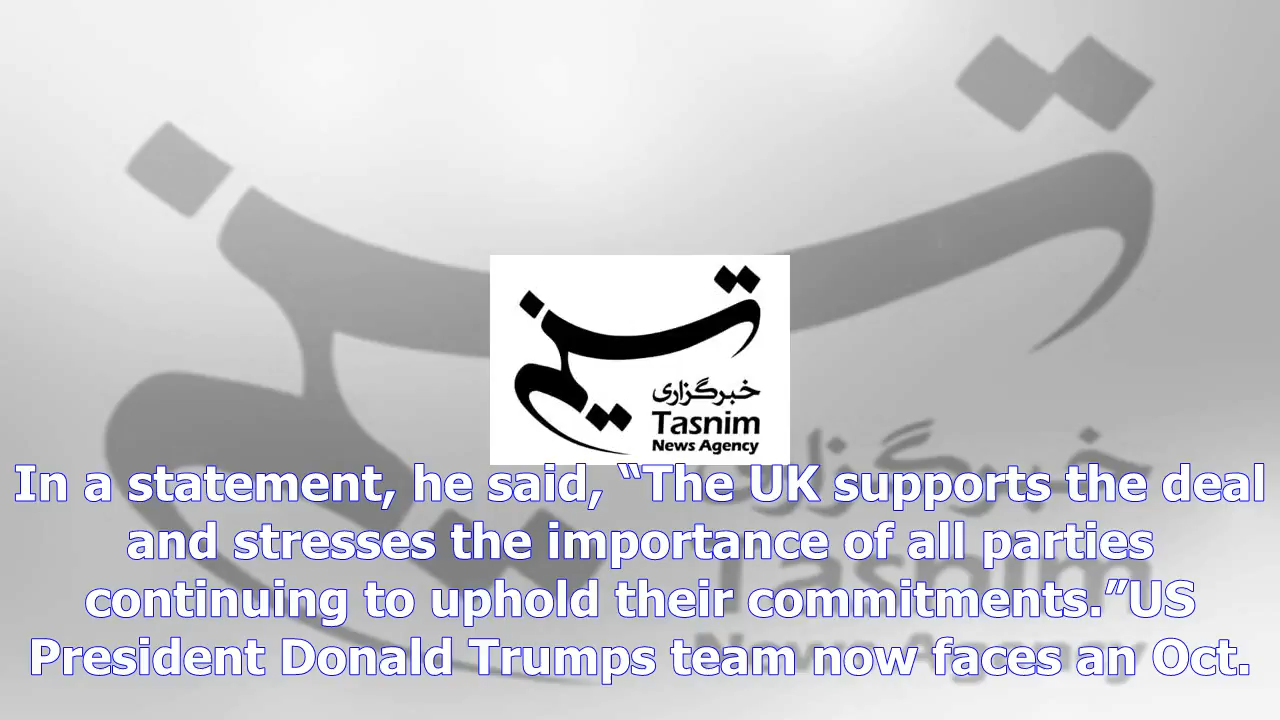 تسنیم
خبرگزاری
Tasnim
News Agency
In a statement, he said, “The UK supports the deal
and stresses the importance of all parties
continuing to uphold their commitments.”US
President Donald Trumps team now faces an Oct.